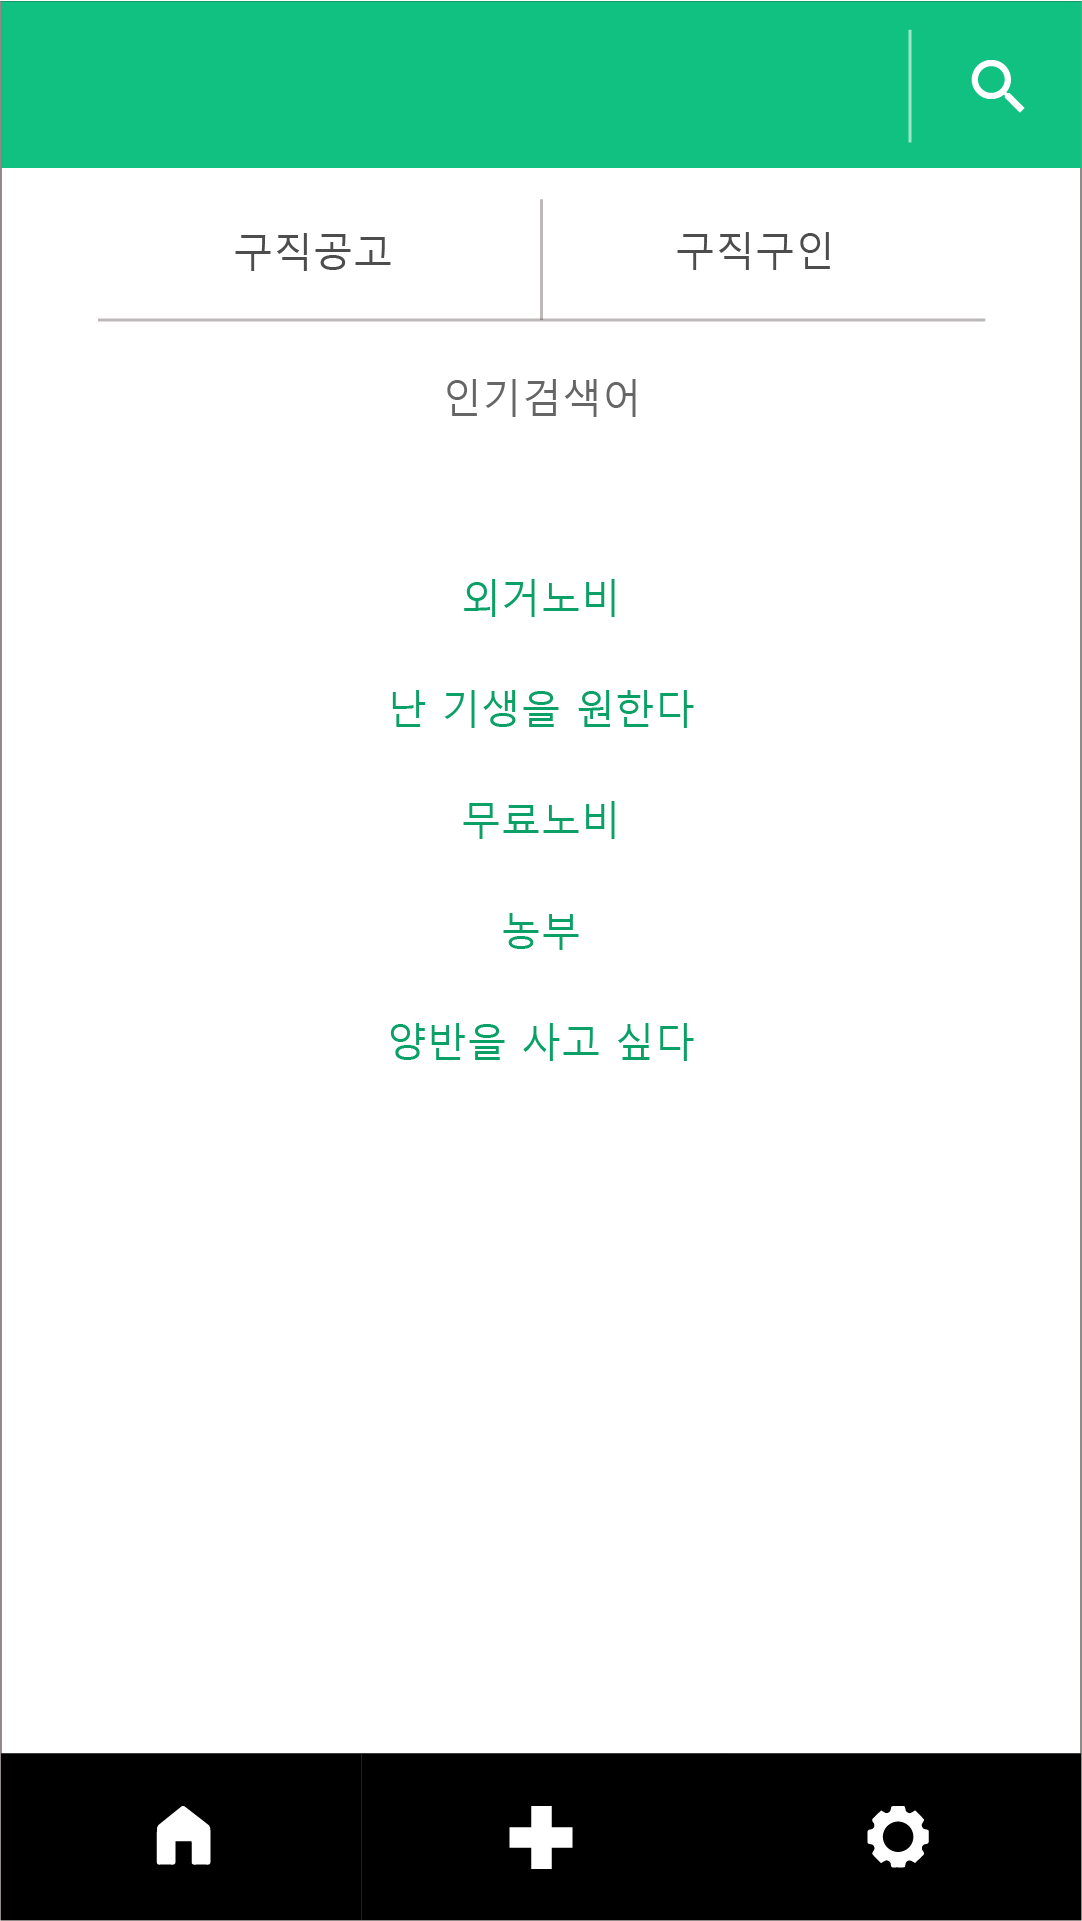 구직공고 구직구인
인기검색어
외거노비
난 기생을 원한다
무료노비
농부
양반을 사고 싶다